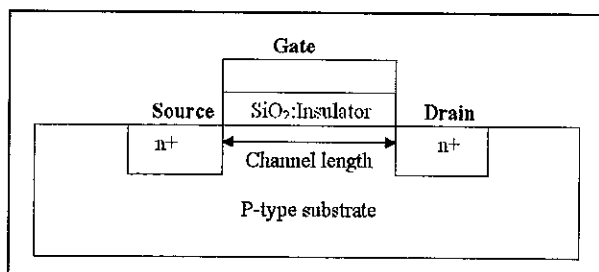 Gate
Source SiO₂:Insulator Drain
n+ n+
Channel length
P-type substrate